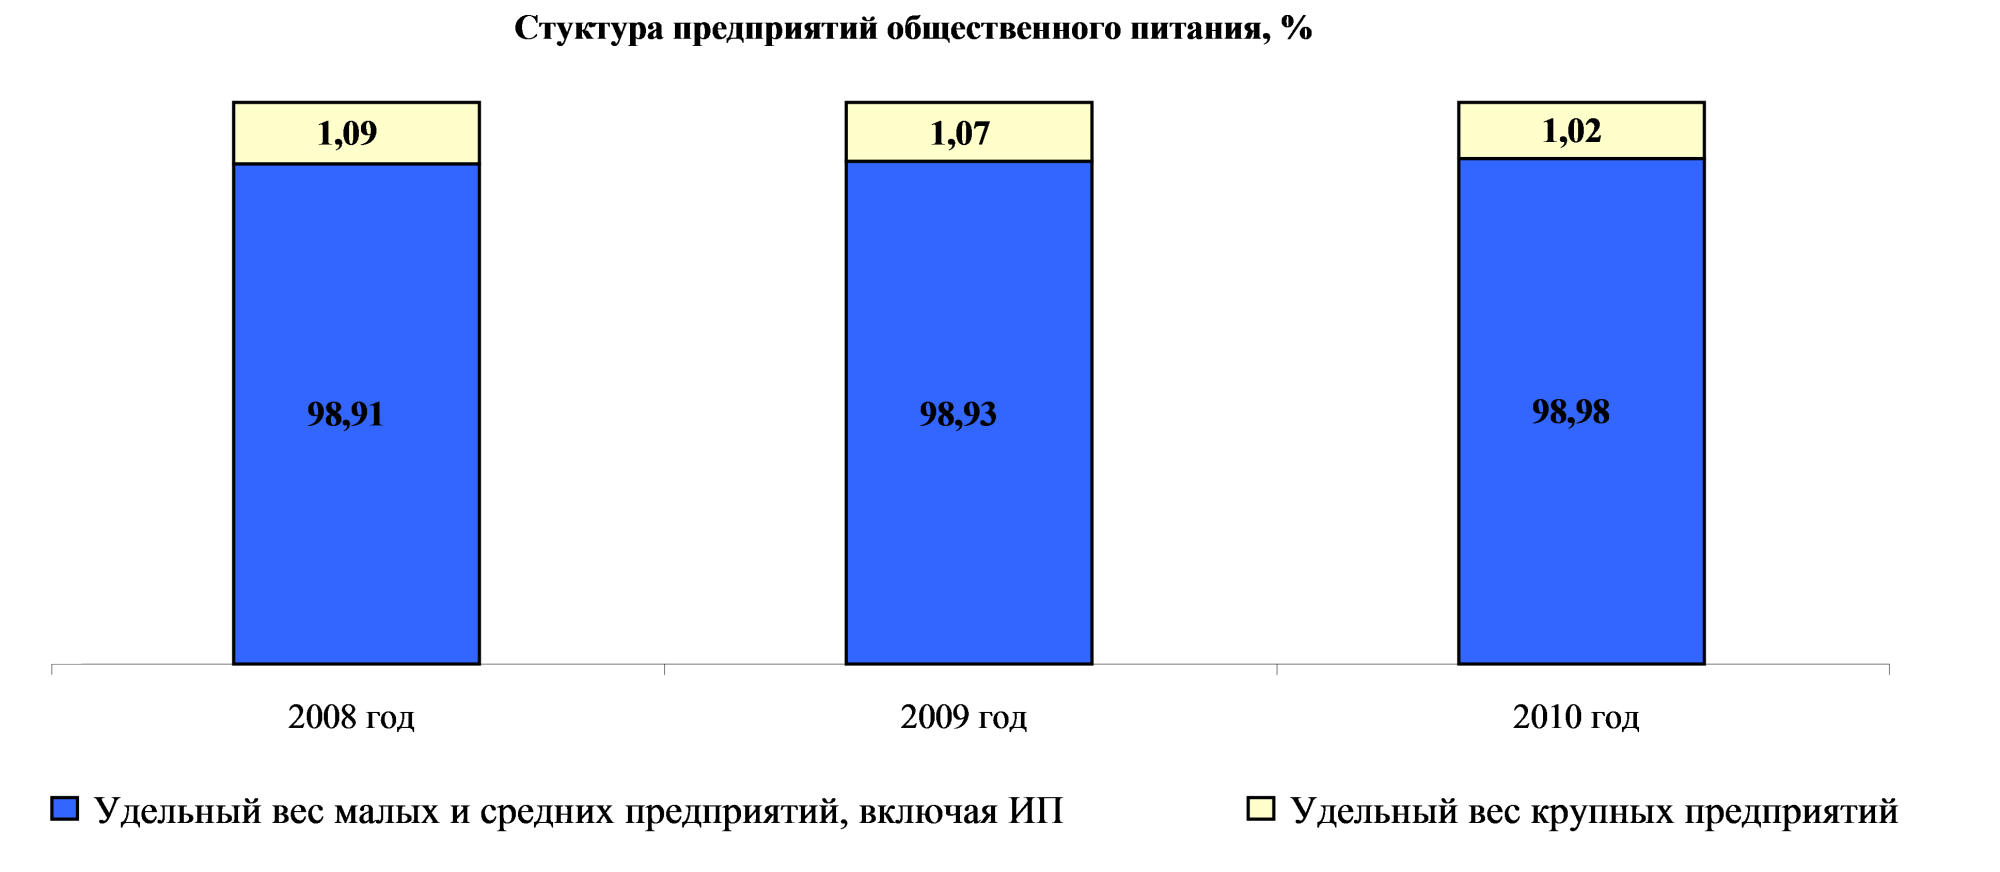 Стуктура предприятий общественного питания, %
1,09 1,07 1,02
98,91 98,93 98,98
2008 год 2009 год 2010 год
Удельный вес малых и средних предприятий, включая ИП Удельный вес крупных предприятий